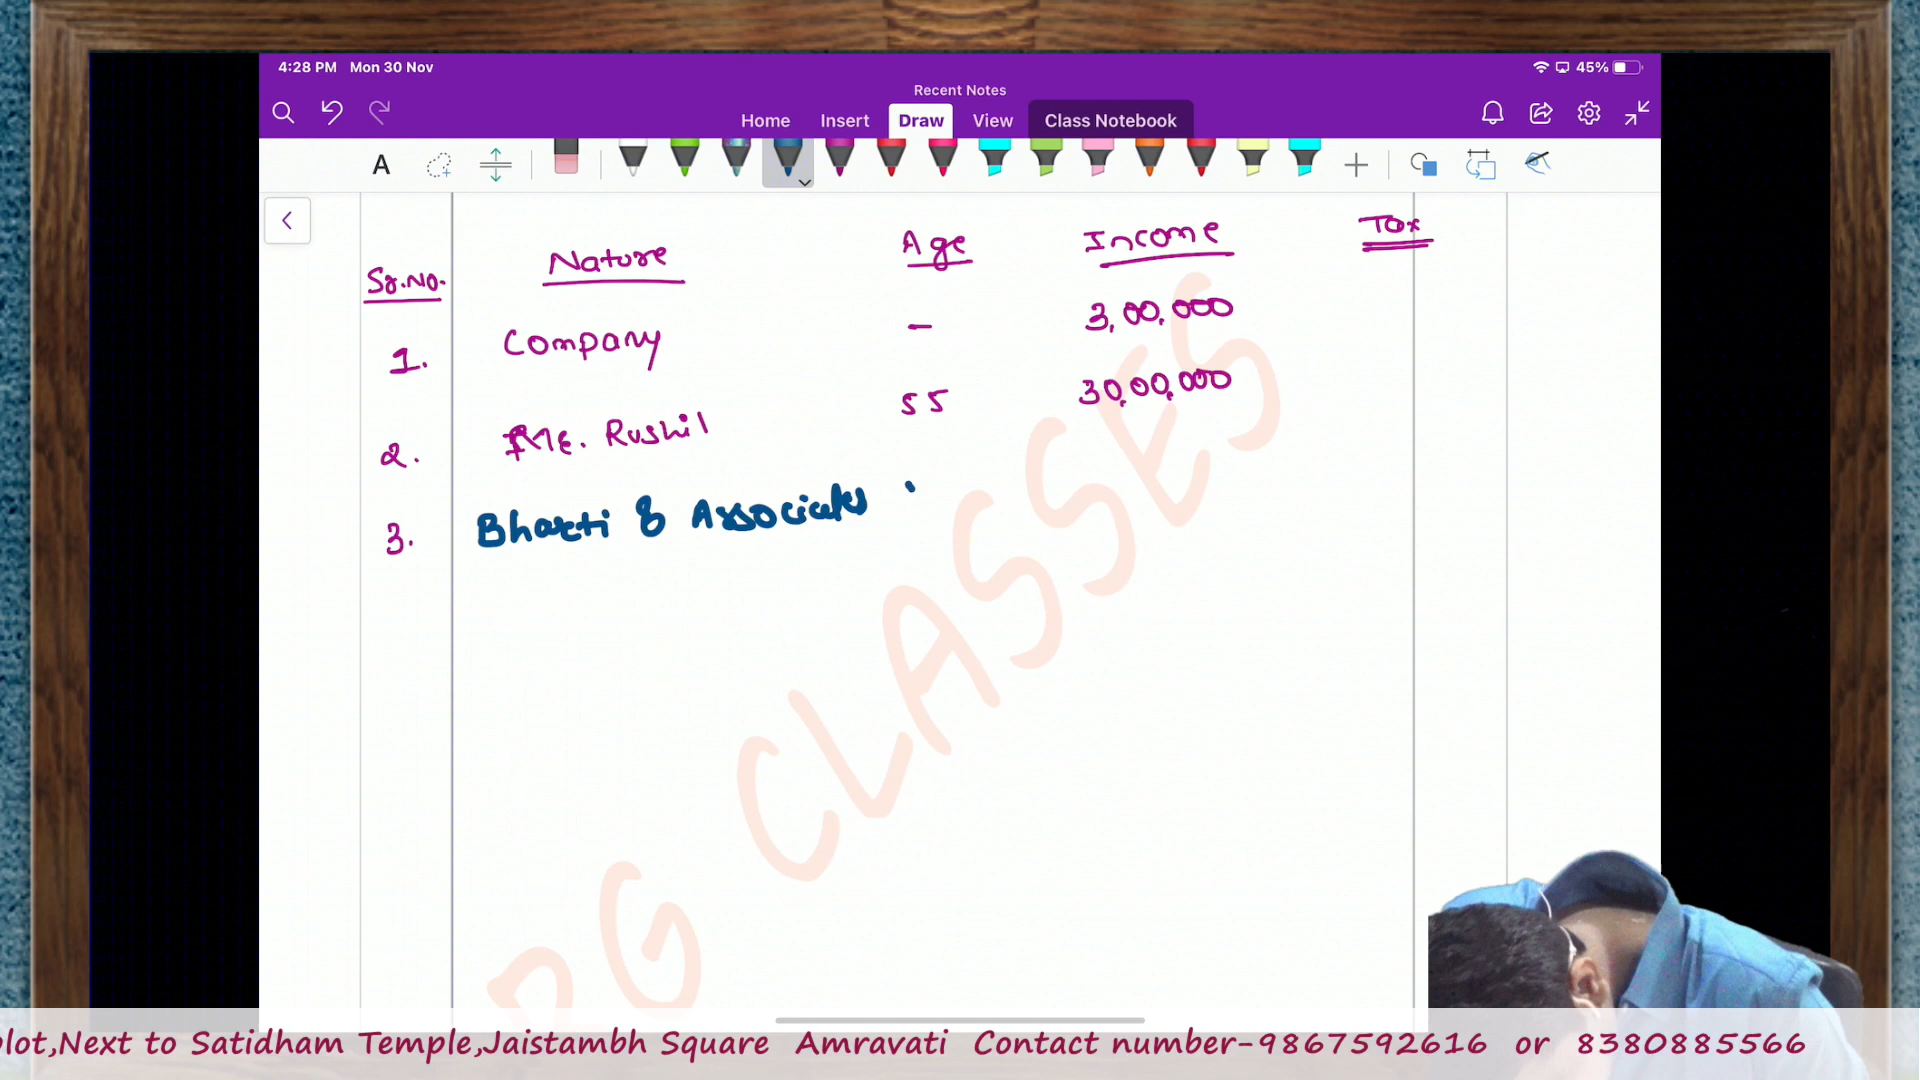 4:28 PM Mon 30 Nov
45%
Recent Notes
Home Insert Draw View Class Notebook
A
Sr.No. Nature Age Income Tax
1. Company - 3,00,000
2. Mr. Rushil 55 30,00,000
3. Bharti & Associates
PG CLASSES
plot,Next to Satidham Temple,Jaistambh Square Amravati Contact number-9867592616 or 8380885566